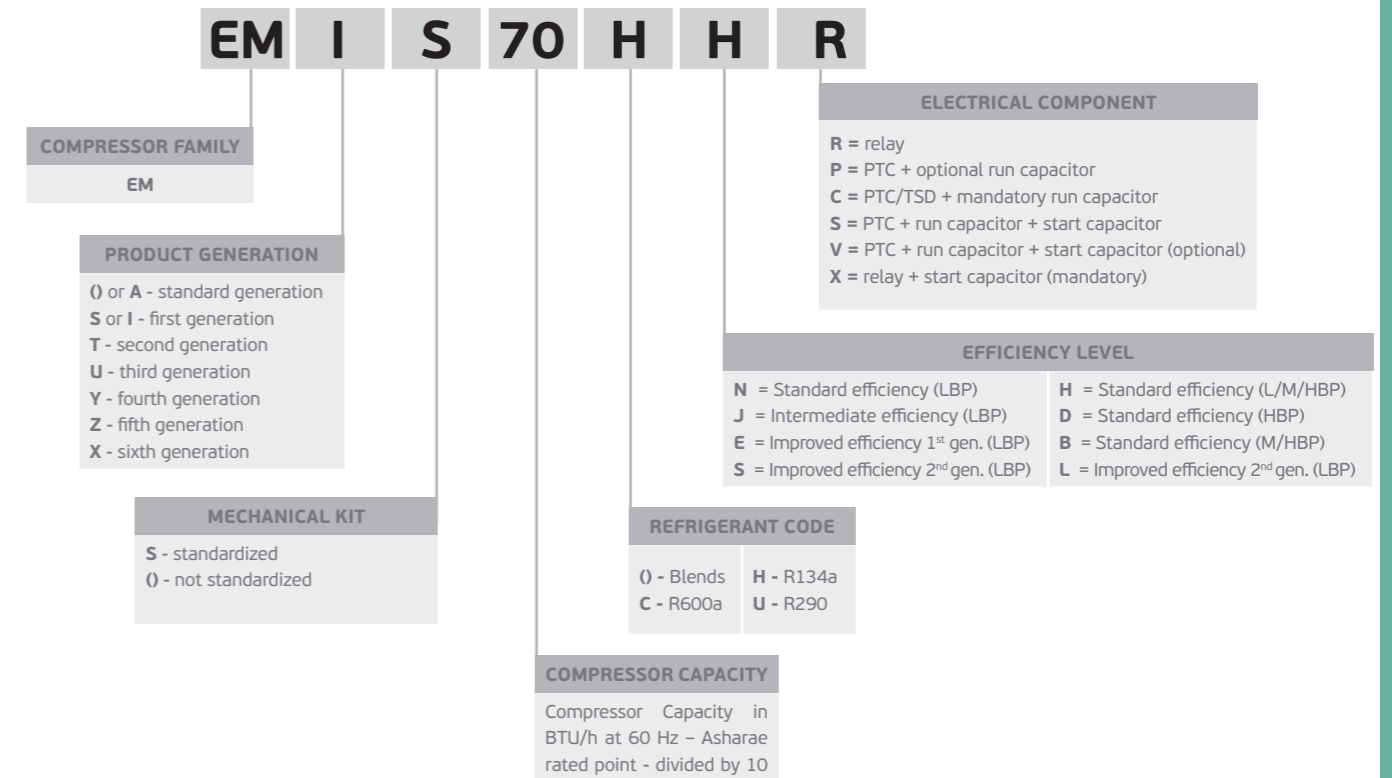 EM I S 70 H H R
COMPRESSOR FAMILY
EM
PRODUCT GENERATION
() or A - standard generation
S or I - first generation
T - second generation
U - third generation
Y - fourth generation
Z - fifth generation
X - sixth generation
MECHANICAL KIT
S - standardized
() - not standardized
COMPRESSOR CAPACITY
Compressor Capacity in
BTU/h at 60 Hz – Asharae
rated point - divided by 10
REFRIGERANT CODE
() - Blends
C - R600a
H - R134a
U - R290
EFFICIENCY LEVEL
N = Standard efficiency (LBP)
J = Intermediate efficiency (LBP)
E = Improved efficiency 1st gen. (LBP)
S = Improved efficiency 2nd gen. (LBP)
H = Standard efficiency (L/M/HBP)
D = Standard efficiency (HBP)
B = Standard efficiency (M/HBP)
L = Improved efficiency 2nd gen. (LBP)
ELECTRICAL COMPONENT
R = relay
P = PTC + optional run capacitor
C = PTC/TSD + mandatory run capacitor
S = PTC + run capacitor + start capacitor
V = PTC + run capacitor + start capacitor (optional)
X = relay + start capacitor (mandatory)